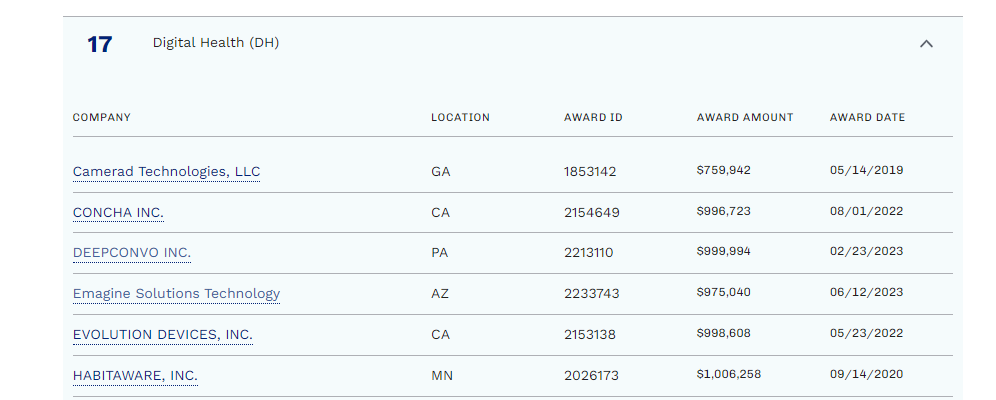 17 Digital Health (DH)
COMPANY LOCATION AWARD ID AWARD AMOUNT AWARD DATE
Camerad Technologies, LLC GA 1853142 $759,942 05/14/2019
CONCHA INC. CA 2154649 $996,723 08/01/2022
DEEPCONVO INC. PA 2213110 $999,994 02/23/2023
Emagine Solutions Technology AZ 2233743 $975,040 06/12/2023
EVOLUTION DEVICES, INC. CA 2153138 $998,608 05/23/2022
HABITAWARE, INC. MN 2026173 $1,006,258 09/14/2020